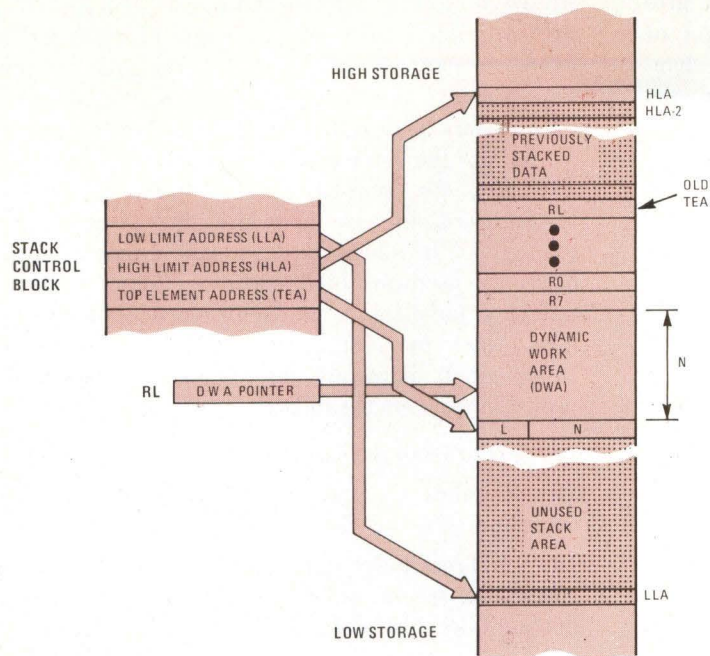 HIGH STORAGE
HLA
HLA-2
PREVIOUSLY
STACKED
DATA
OLD
TEA
RL
STACK
CONTROL
BLOCK
LOW LIMIT ADDRESS (LLA)
HIGH LIMIT ADDRESS (HLA)
TOP ELEMENT ADDRESS (TEA)
R0
R7
DYNAMIC
WORK
AREA
(DWA)
N
RL
DWA POINTER
L
N
UNUSED
STACK
AREA
LLA
LOW STORAGE